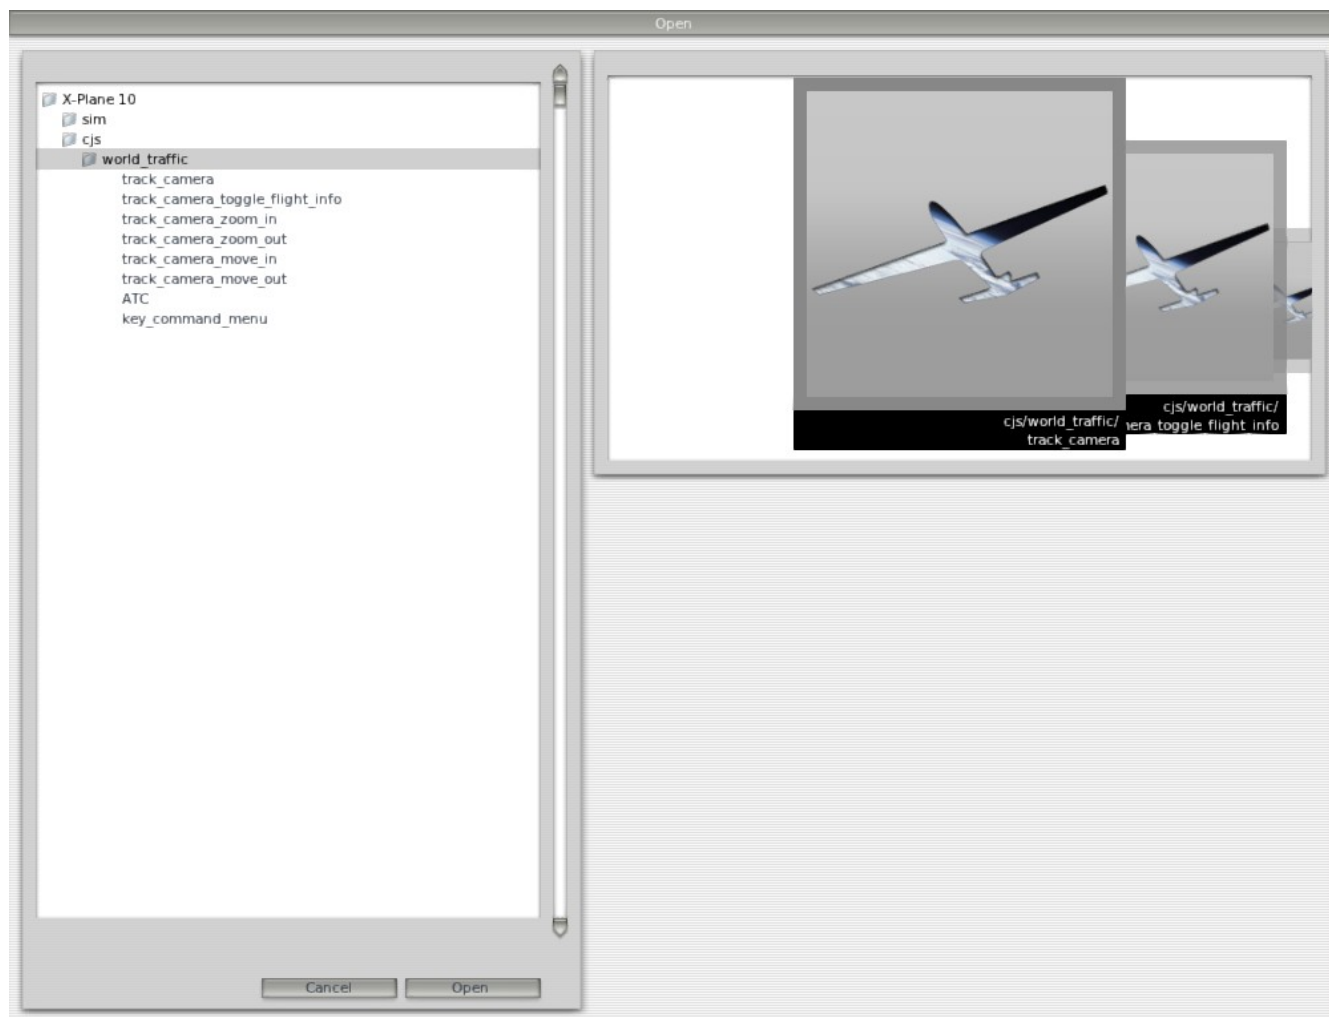 Open
X-Plane 10
sim
cjs
world_traffic
track_camera
track_camera_toggle_flight_info
track_camera_zoom_in
track_camera_zoom_out
track_camera_move_in
track_camera_move_out
ATC
key_command_menu
Cancel
Open
cjs/world_traffic/
track_camera
cjs/world_traffic/
toggle_flight_info